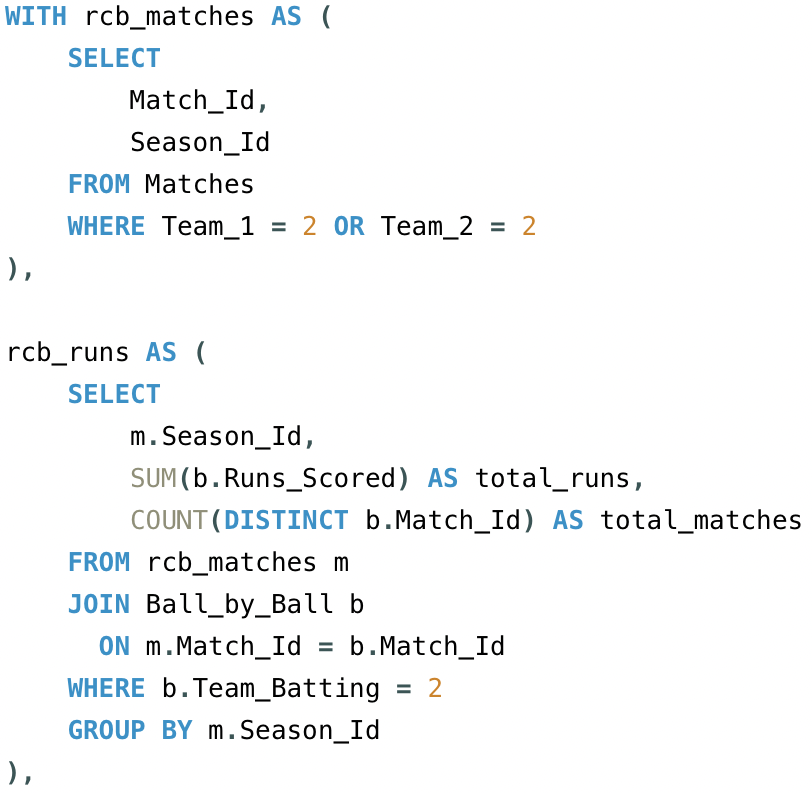 WITH rcb_matches AS (
    SELECT
        Match_Id,
        Season_Id
    FROM Matches
    WHERE Team_1 = 2 OR Team_2 = 2
),

rcb_runs AS (
    SELECT
        m.Season_Id,
        SUM(b.Runs_Scored) AS total_runs,
        COUNT(DISTINCT b.Match_Id) AS total_matches
    FROM rcb_matches m
    JOIN Ball_by_Ball b
      ON m.Match_Id = b.Match_Id
    WHERE b.Team_Batting = 2
    GROUP BY m.Season_Id
),